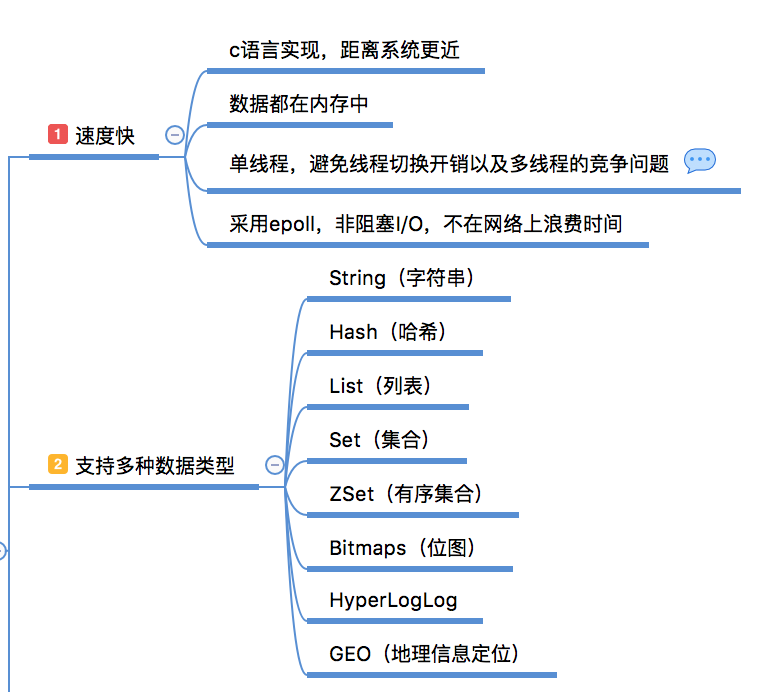 c语言实现，距离系统更近
数据都在内存中
1 速度快
单线程，避免线程切换开销以及多线程的竞争问题
采用epoll，非阻塞I/O，不在网络上浪费时间
String（字符串）
Hash（哈希）
List（列表）
Set（集合）
2 支持多种数据类型
ZSet（有序集合）
Bitmaps（位图）
HyperLogLog
GEO（地理信息定位）